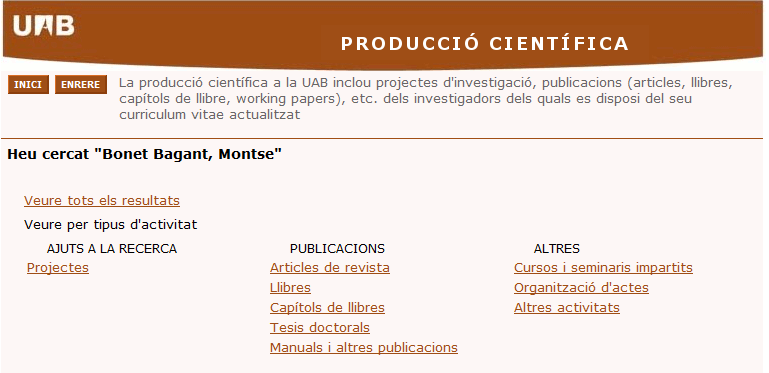 UAB
PRODUCCIÓ CIENTÍFICA
INICI ENRERE La producció científica a la UAB inclou projectes d'investigació, publicacions (articles, llibres,
capítols de llibre, working papers), etc. dels investigadors dels quals es disposi del seu
curriculum vitae actualitzat
Heu cercat "Bonet Bagant, Montse"
Veure tots els resultats
Veure per tipus d'activitat
AJUTS A LA RECERCA PUBLICACIONS ALTRES
Projectes Articles de revista Cursos i seminaris impartits
Llibres Organització d'actes
Capítols de llibres Altres activitats
Tesis doctorals
Manuals i altres publicacions